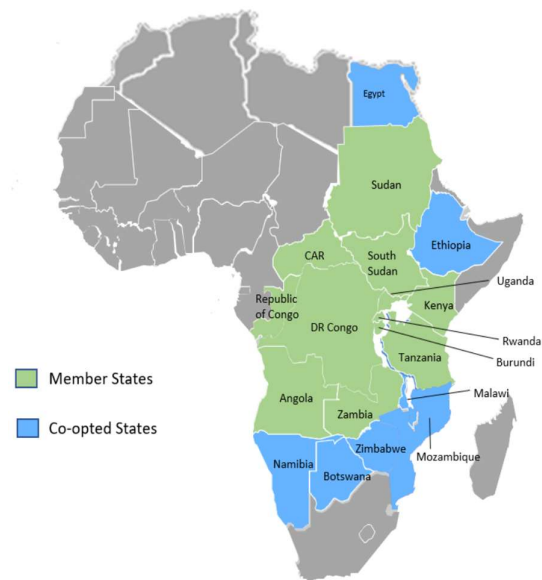 Egypt
Sudan
Ethiopia
CAR
South
Sudan
Uganda
Republic
of Congo
Kenya
DR Congo
Rwanda
Burundi
Tanzania
Member States
Malawi
Angola
Zambia
Co-opted States
Zimbabwe
Mozambique
Namibia
Botswana